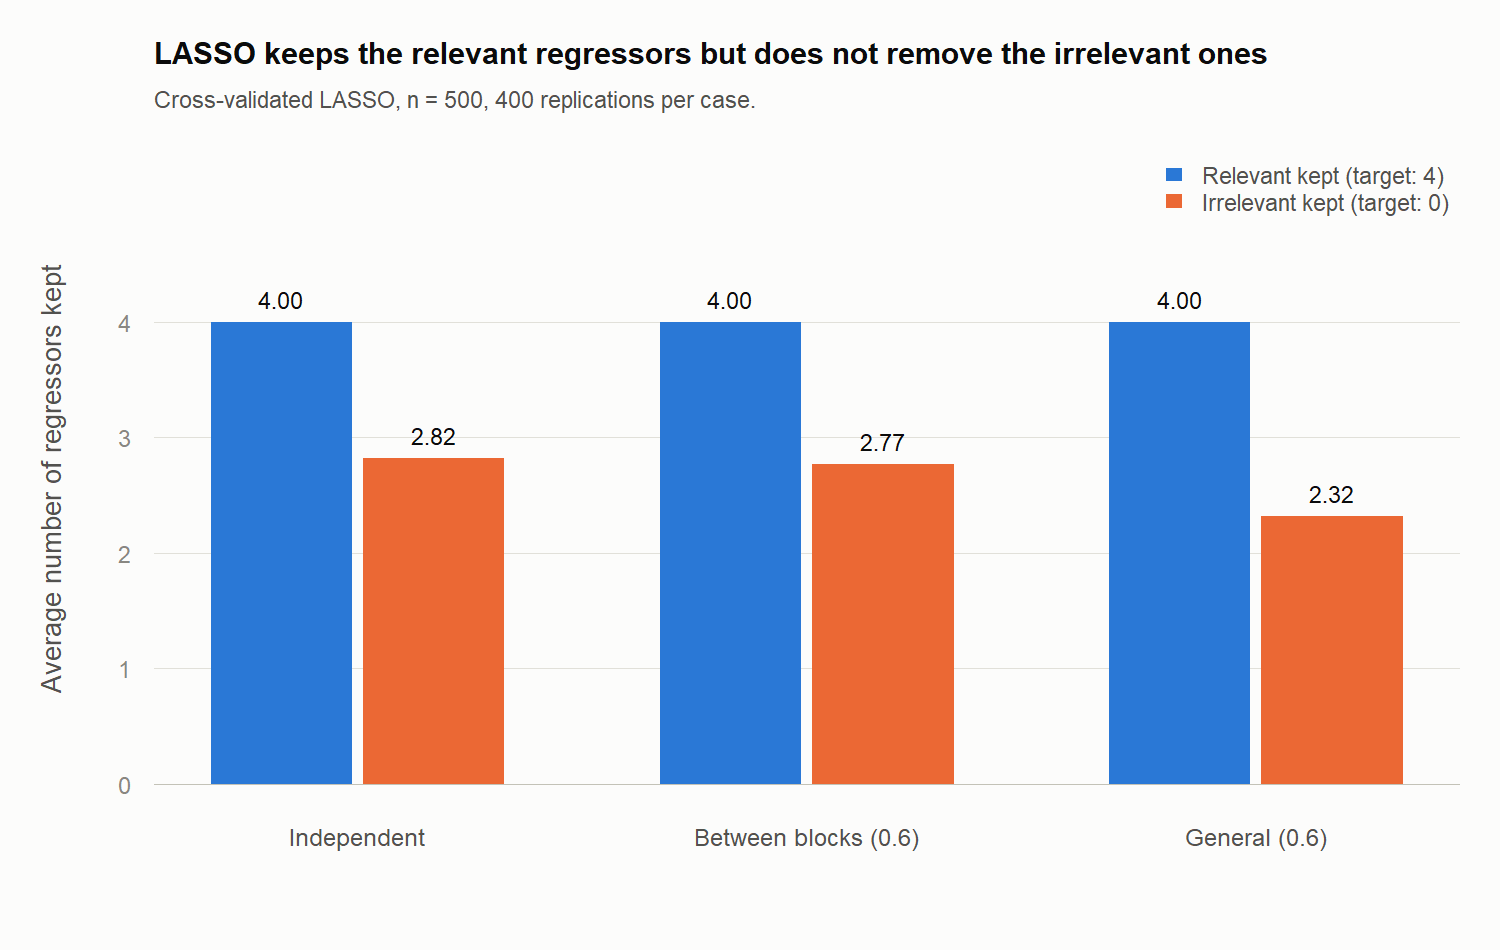 LASSO keeps the relevant regressors but does not remove the irrelevant ones
Cross-validated LASSO, n = 500, 400 replications per case.
Relevant kept (target: 4)
Irrelevant kept (target: 0)
Average number of regressors kept
4.00
4.00
4.00
4
3
2.82
2.77
2.32
2
1
0
Independent
Between blocks (0.6)
General (0.6)